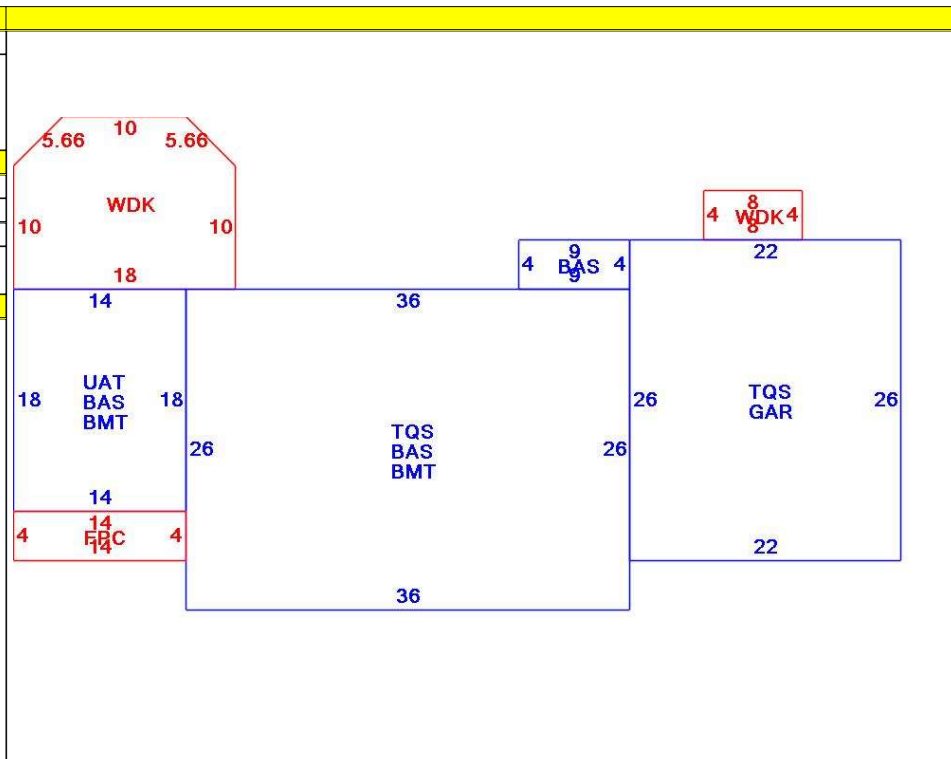 10
5.66 5.66
WDK
10 10
18
8
4 WDK 4
8
9
4 BAS 4
9
22
14
36
18 UAT 18
BAS
BMT
26 TQS 26
BAS
BMT
26 TQS 26
GAR
14
14
4 FPC 4
14
22
36